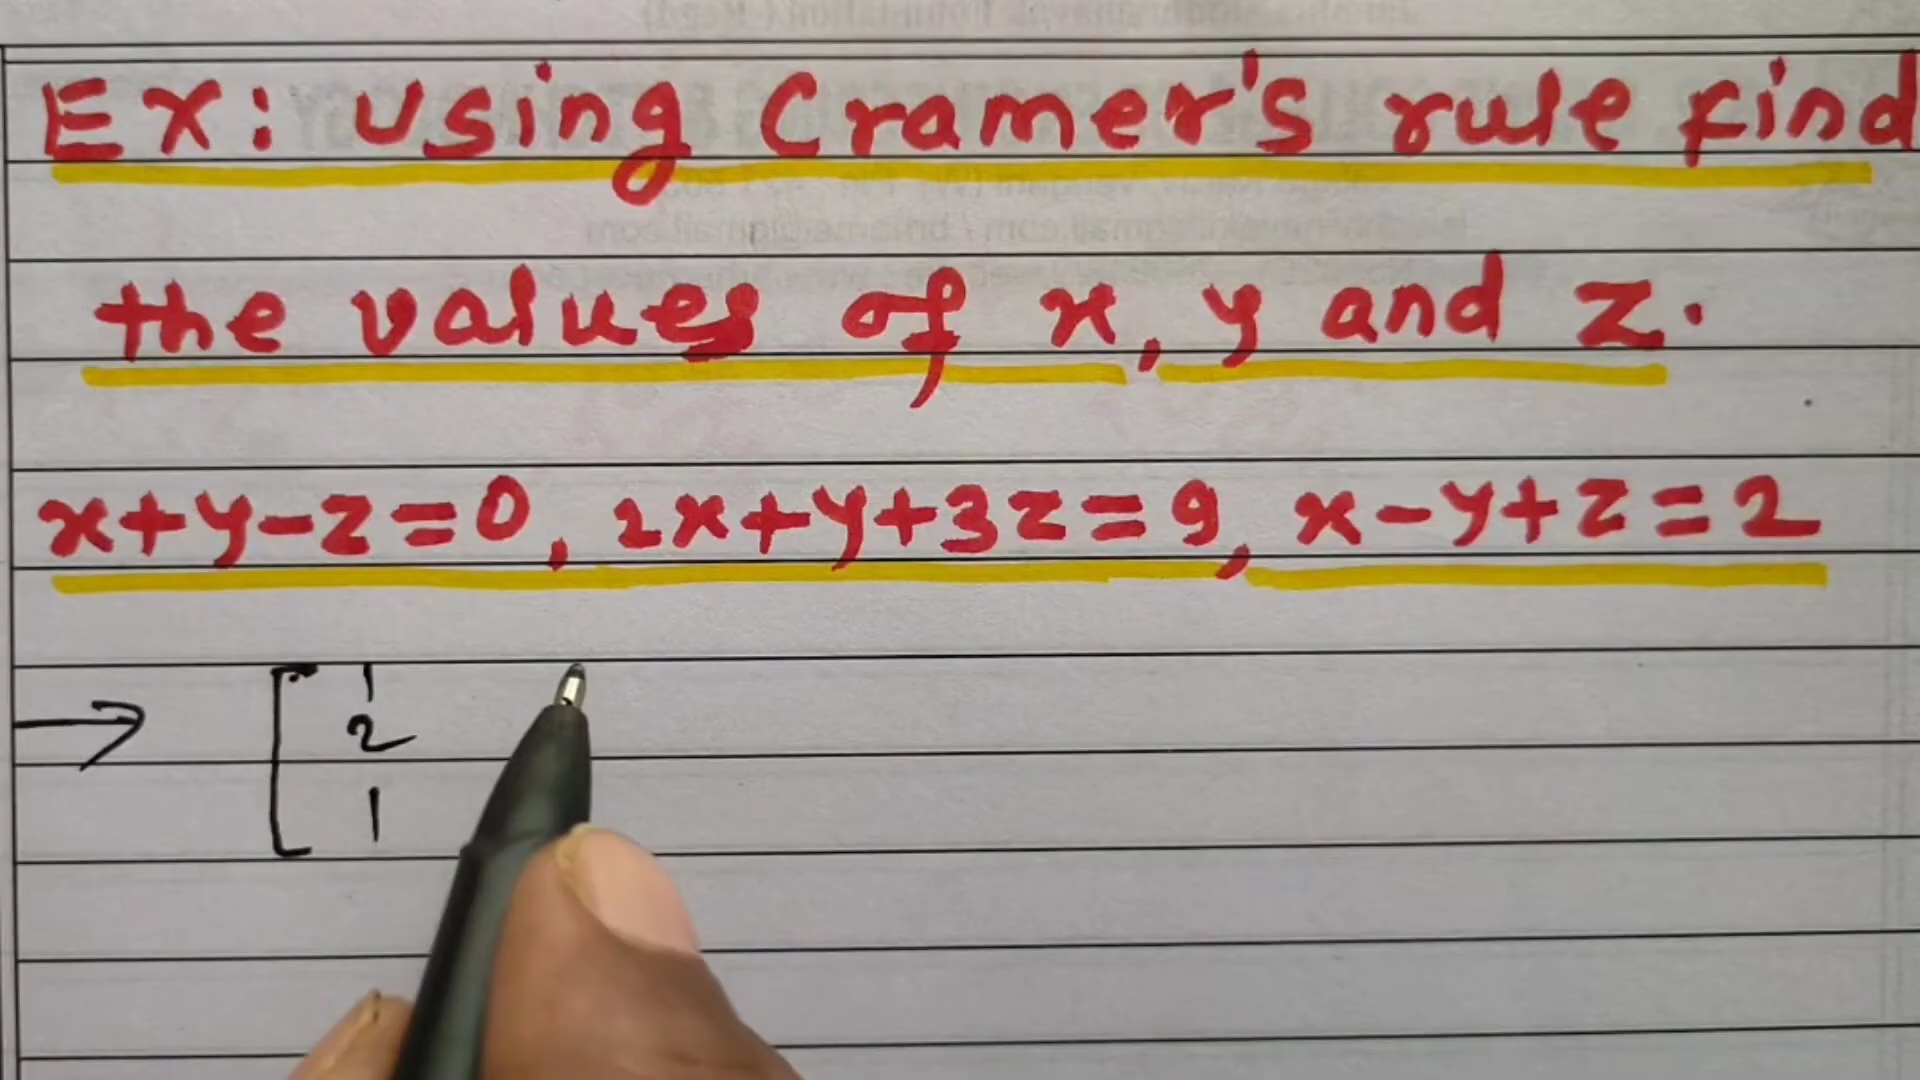 Ex: Using Cramer's rule find
the values of x, y and z.
x+y-z=0, 2x+y+3z=9, x-y+z=2
→ [ 1
2
1